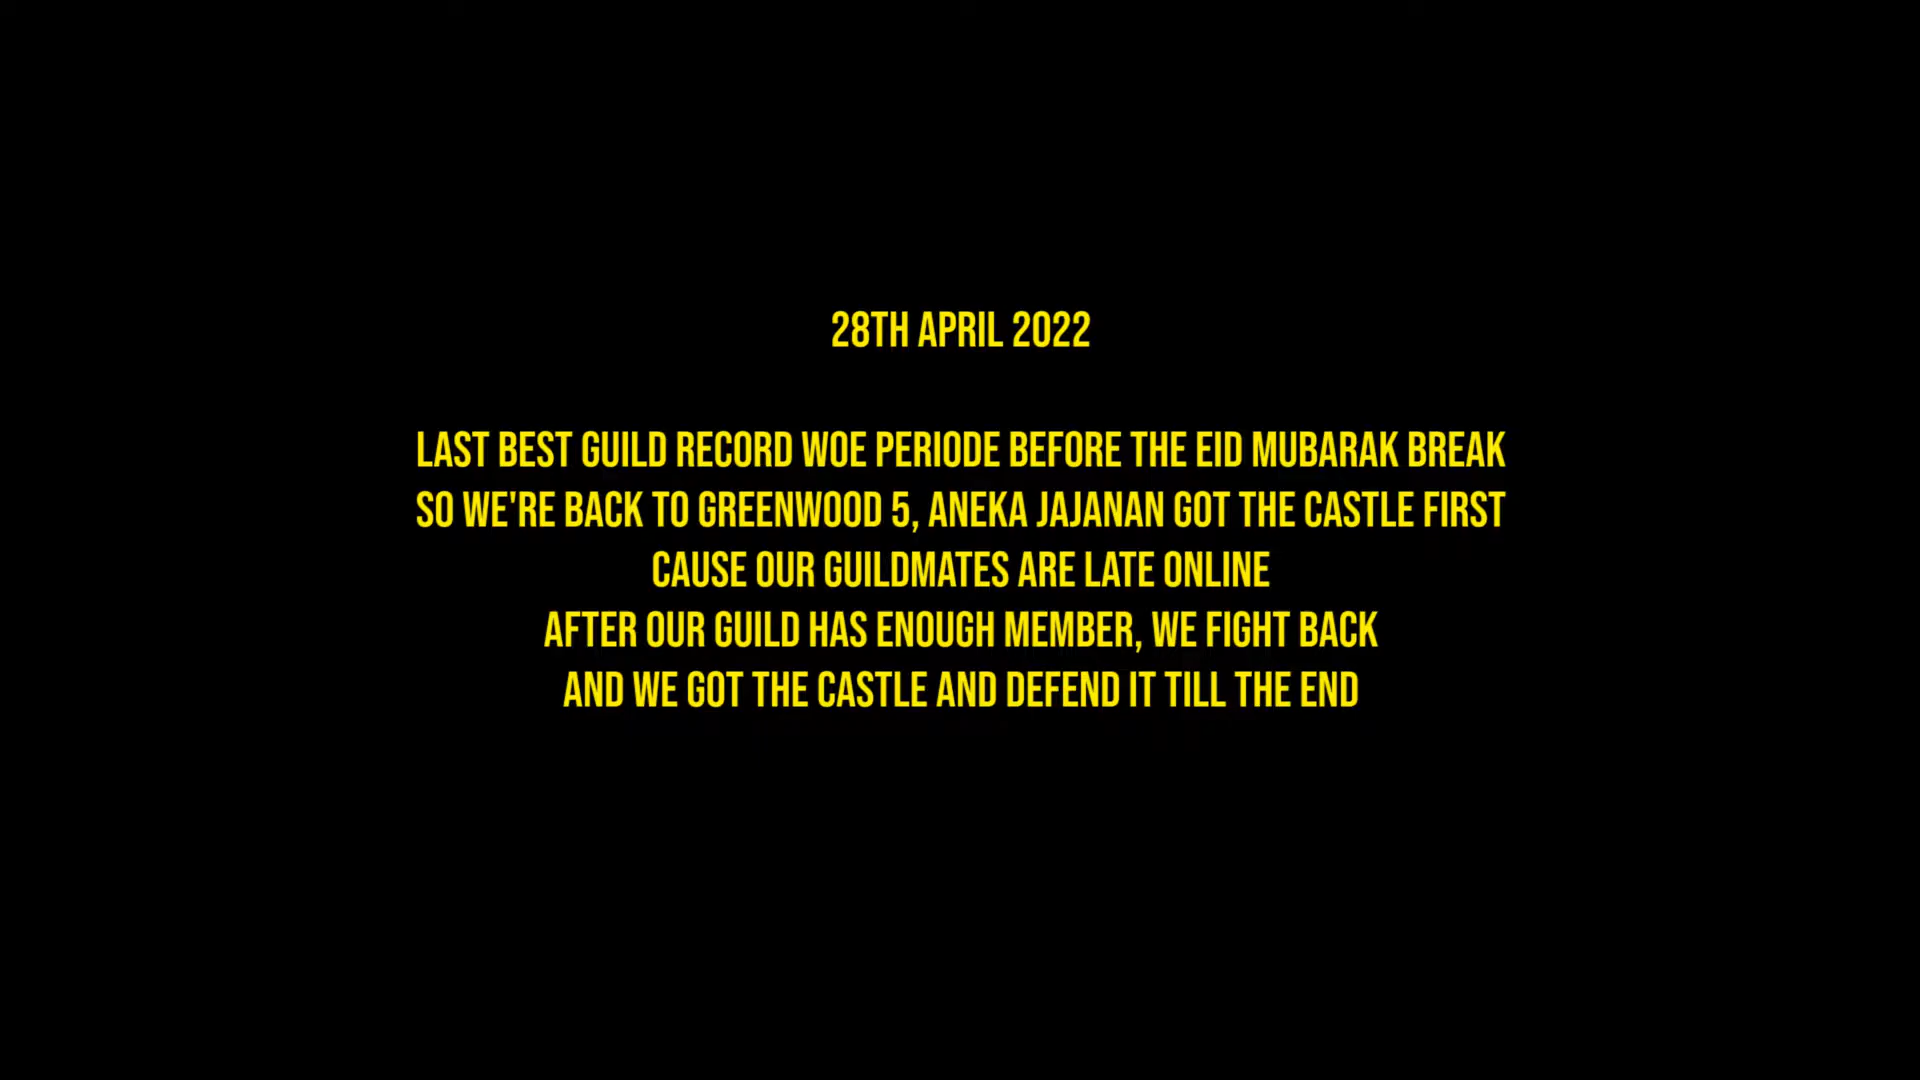 28TH APRIL 2022
LAST BEST GUILD RECORD WOE PERIODE BEFORE THE EID MUBARAK BREAK
SO WE'RE BACK TO GREENWOOD 5, ANEKA JAJANAN GOT THE CASTLE FIRST
CAUSE OUR GUILDMATES ARE LATE ONLINE
AFTER OUR GUILD HAS ENOUGH MEMBER, WE FIGHT BACK
AND WE GOT THE CASTLE AND DEFEND IT TILL THE END